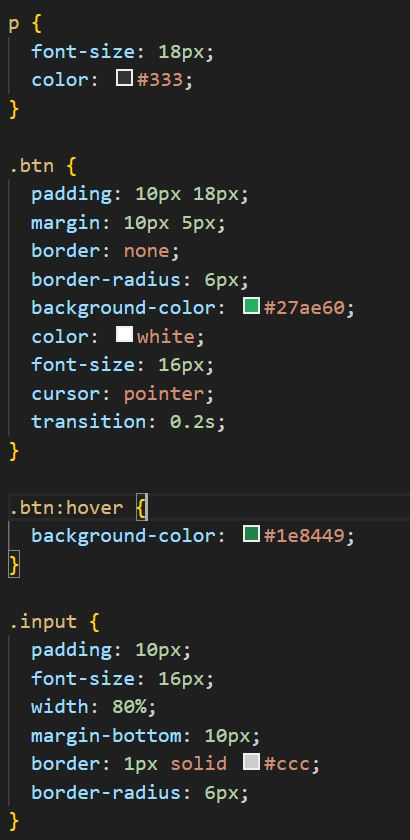 p {
font-size: 18px;
color: #333;
}
.btn {
padding: 10px 18px;
margin: 10px 5px;
border: none;
border-radius: 6px;
background-color: #27ae60;
color: white;
font-size: 16px;
cursor: pointer;
transition: 0.2s;
}
.btn:hover {
background-color: #1e8449;
}
.input {
padding: 10px;
font-size: 16px;
width: 80%;
margin-bottom: 10px;
border: 1px solid #ccc;
border-radius: 6px;
}